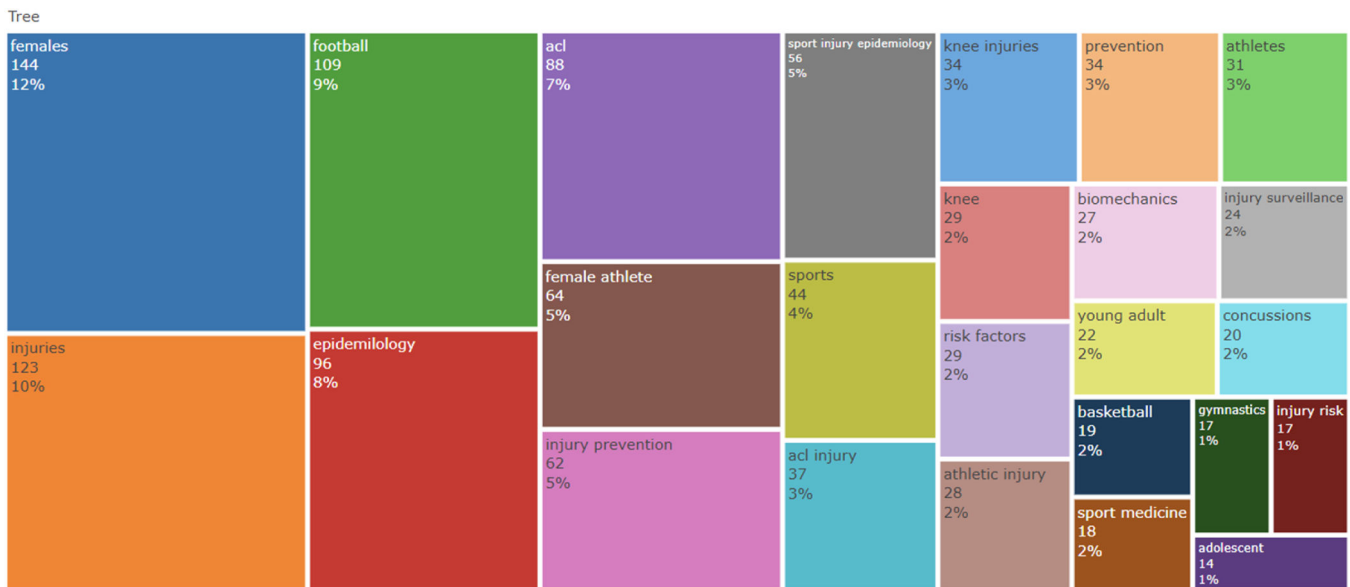 Tree
females
144
12%
injuries
123
10%
football
109
9%
epidemilology
96
8%
acl
88
7%
female athlete
64
5%
injury prevention
62
5%
sport injury epidemiology
56
5%
sports
44
4%
acl injury
37
3%
knee injuries
34
3%
prevention
34
3%
athletes
31
3%
knee
29
2%
risk factors
29
2%
athletic injury
28
2%
biomechanics
27
2%
injury surveillance
24
2%
young adult
22
2%
concussions
20
2%
basketball
19
2%
sport medicine
18
2%
gymnastics
17
1%
injury risk
17
1%
adolescent
14
1%